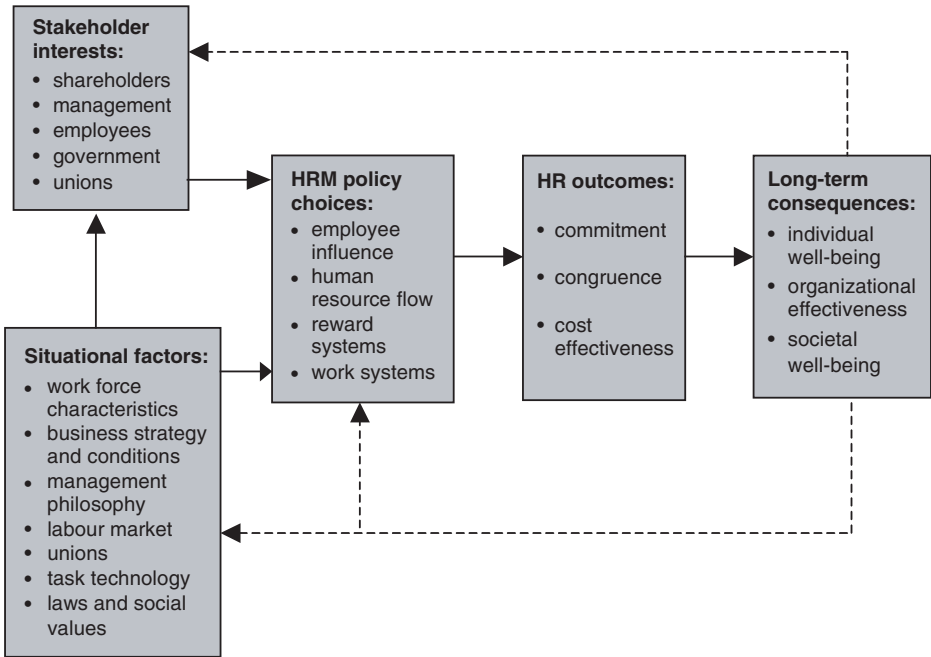 Stakeholder
interests:
• shareholders
• management
• employees
• government
• unions
Situational factors:
• work force
characteristics
• business strategy
and conditions
• management
philosophy
• labour market
• unions
• task technology
• laws and social
values
HRM policy
choices:
• employee
influence
• human
resource flow
• reward
systems
• work systems
HR outcomes:
• commitment
• congruence
• cost
effectiveness
Long-term
consequences:
• individual
well-being
• organizational
effectiveness
• societal
well-being